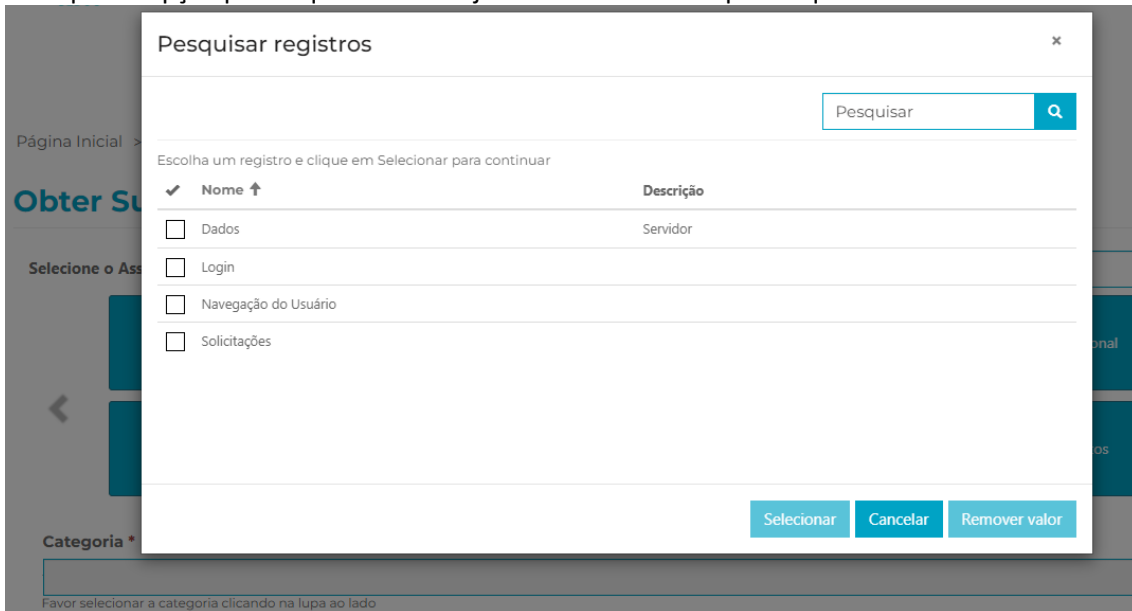 Pesquisar registros
×
Pesquisar
Página Inicial >
Escolha um registro e clique em Selecionar para continuar
Nome ↑ Descrição
Obter Su
Dados Servidor
Selecione o Ass
Login
Navegação do Usuário
Solicitações
onal
os
Selecionar Cancelar Remover valor
Categoria *
Favor selecionar a categoria clicando na lupa ao lado